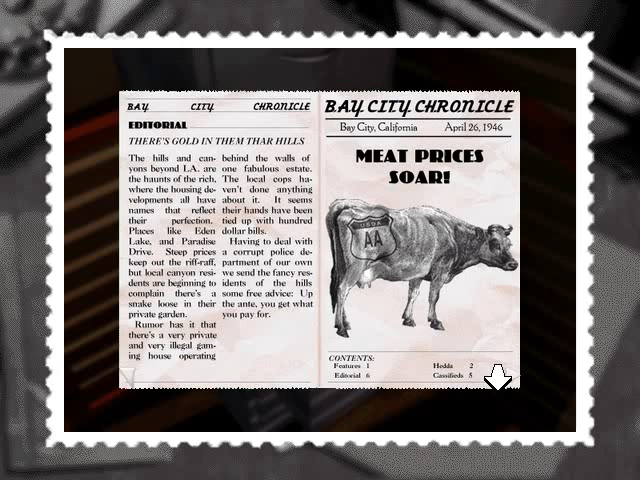 BAY CITY CHRONICLE
EDITORIAL
THERE'S GOLD IN THEM THAR HILLS
The hills and can-
yons beyond L.A. are
the haunts of the rich,
where the housing de-
velopments all have
names that reflect
their perfection.
Places like Eden
Lake, and Paradise
Drive. Steep prices
keep out the riff-raff,
but local canyon resi-
dents are beginning to
complain there's a
snake loose in their
private garden.
Rumor has it that
there's a very private
and very illegal gam-
ing house operating
behind the walls of
one fabulous estate.
The local cops ha-
ven't done anything
about it. It seems
their hands have been
tied up with hundred
dollar bills.
Having to deal with
a corrupt police de-
partment of our own
we send the fancy res-
idents of the hills
some free advice: Up
the ante, you get what
you pay for.
BAY CITY CHRONICLE
Bay City, California April 26, 1946
MEAT PRICES
SOAR!
AA
CONTENTS:
Features 1 Hedda 2
Editorial 6 Cassifieds 5